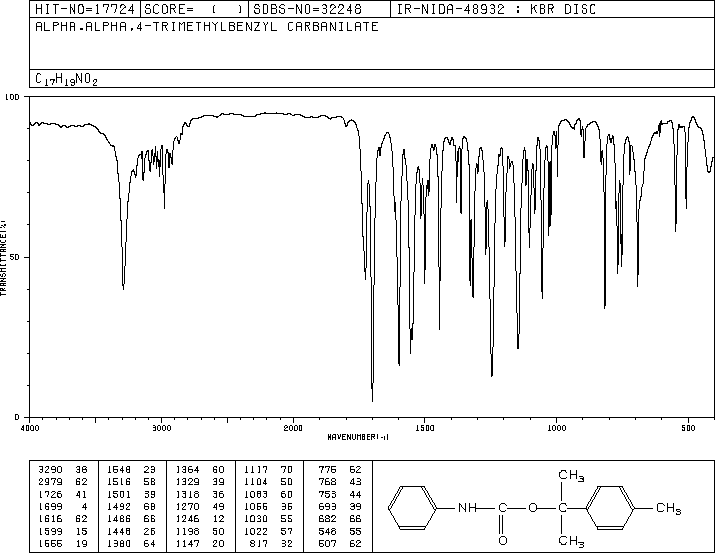 HIT-NO=17724 SCORE= ( ) SDBS-NO=32248 IR-NIDA-48932 : KBR DISC
ALPHA,ALPHA,4-TRIMETHYLBENZYL CARBANILATE
C17H19NO2
100
50
0
TRANSMITTANCE(%)
4000 3000 2000 1500 1000 500
WAVENUMBER(-1)
3290 38 1548 23 1364 60 1117 70 775 52
2979 62 1516 58 1329 39 1104 50 768 43
1726 41 1501 39 1318 36 1083 60 753 44
1699 4 1492 68 1270 49 1055 35 693 39
1616 62 1486 66 1246 12 1030 55 682 66
1599 15 1448 26 1198 50 1022 57 548 55
1555 19 1380 64 1147 20 817 32 507 62
CH3
NH C O C CH3
O CH3